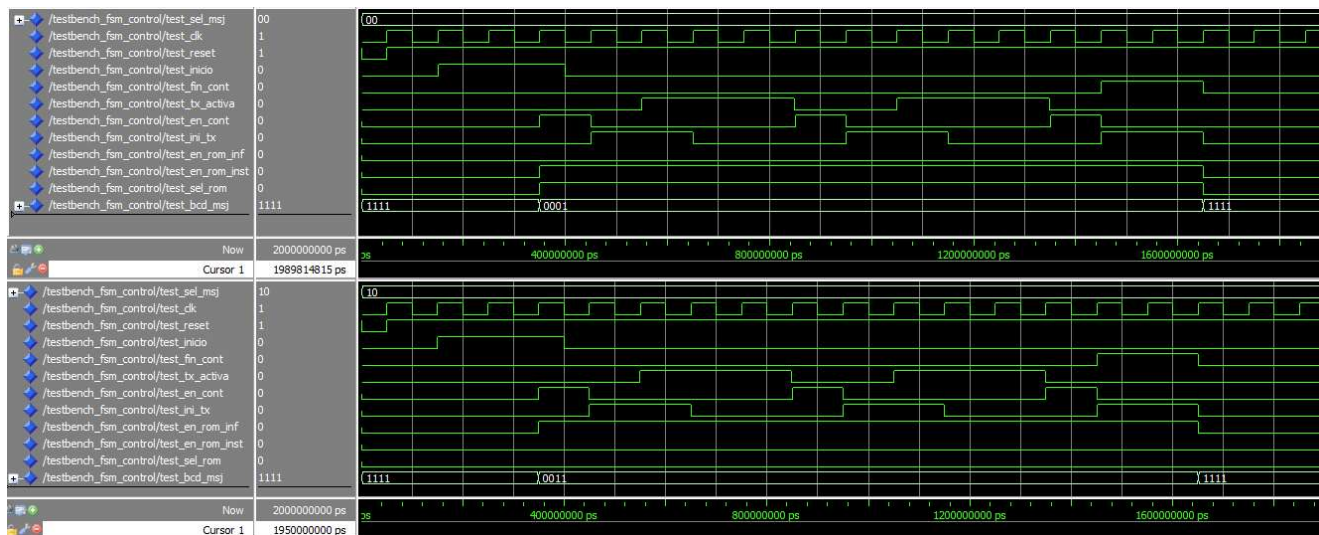 /testbench_fsm_control/test_sel_msj 00 00
/testbench_fsm_control/test_clk 1
/testbench_fsm_control/test_reset 1
/testbench_fsm_control/test_inicio 0
/testbench_fsm_control/test_fin_cont 0
/testbench_fsm_control/test_tx_activa 0
/testbench_fsm_control/test_en_cont 0
/testbench_fsm_control/test_ini_tx 0
/testbench_fsm_control/test_en_rom_inf 0
/testbench_fsm_control/test_en_rom_inst 0
/testbench_fsm_control/test_sel_rom 0
/testbench_fsm_control/test_bcd_msj 1111 1111 0001 1111
Now 2000000000 ps ps 400000000 ps 800000000 ps 1200000000 ps 1600000000 ps
Cursor 1 1989814815 ps
/testbench_fsm_control/test_sel_msj 10 10
/testbench_fsm_control/test_clk 1
/testbench_fsm_control/test_reset 1
/testbench_fsm_control/test_inicio 0
/testbench_fsm_control/test_fin_cont 0
/testbench_fsm_control/test_tx_activa 0
/testbench_fsm_control/test_en_cont 0
/testbench_fsm_control/test_ini_tx 0
/testbench_fsm_control/test_en_rom_inf 0
/testbench_fsm_control/test_en_rom_inst 0
/testbench_fsm_control/test_sel_rom 0
/testbench_fsm_control/test_bcd_msj 1111 1111 0011 1111
Now 2000000000 ps ps 400000000 ps 800000000 ps 1200000000 ps 1600000000 ps
Cursor 1 1950000000 ps